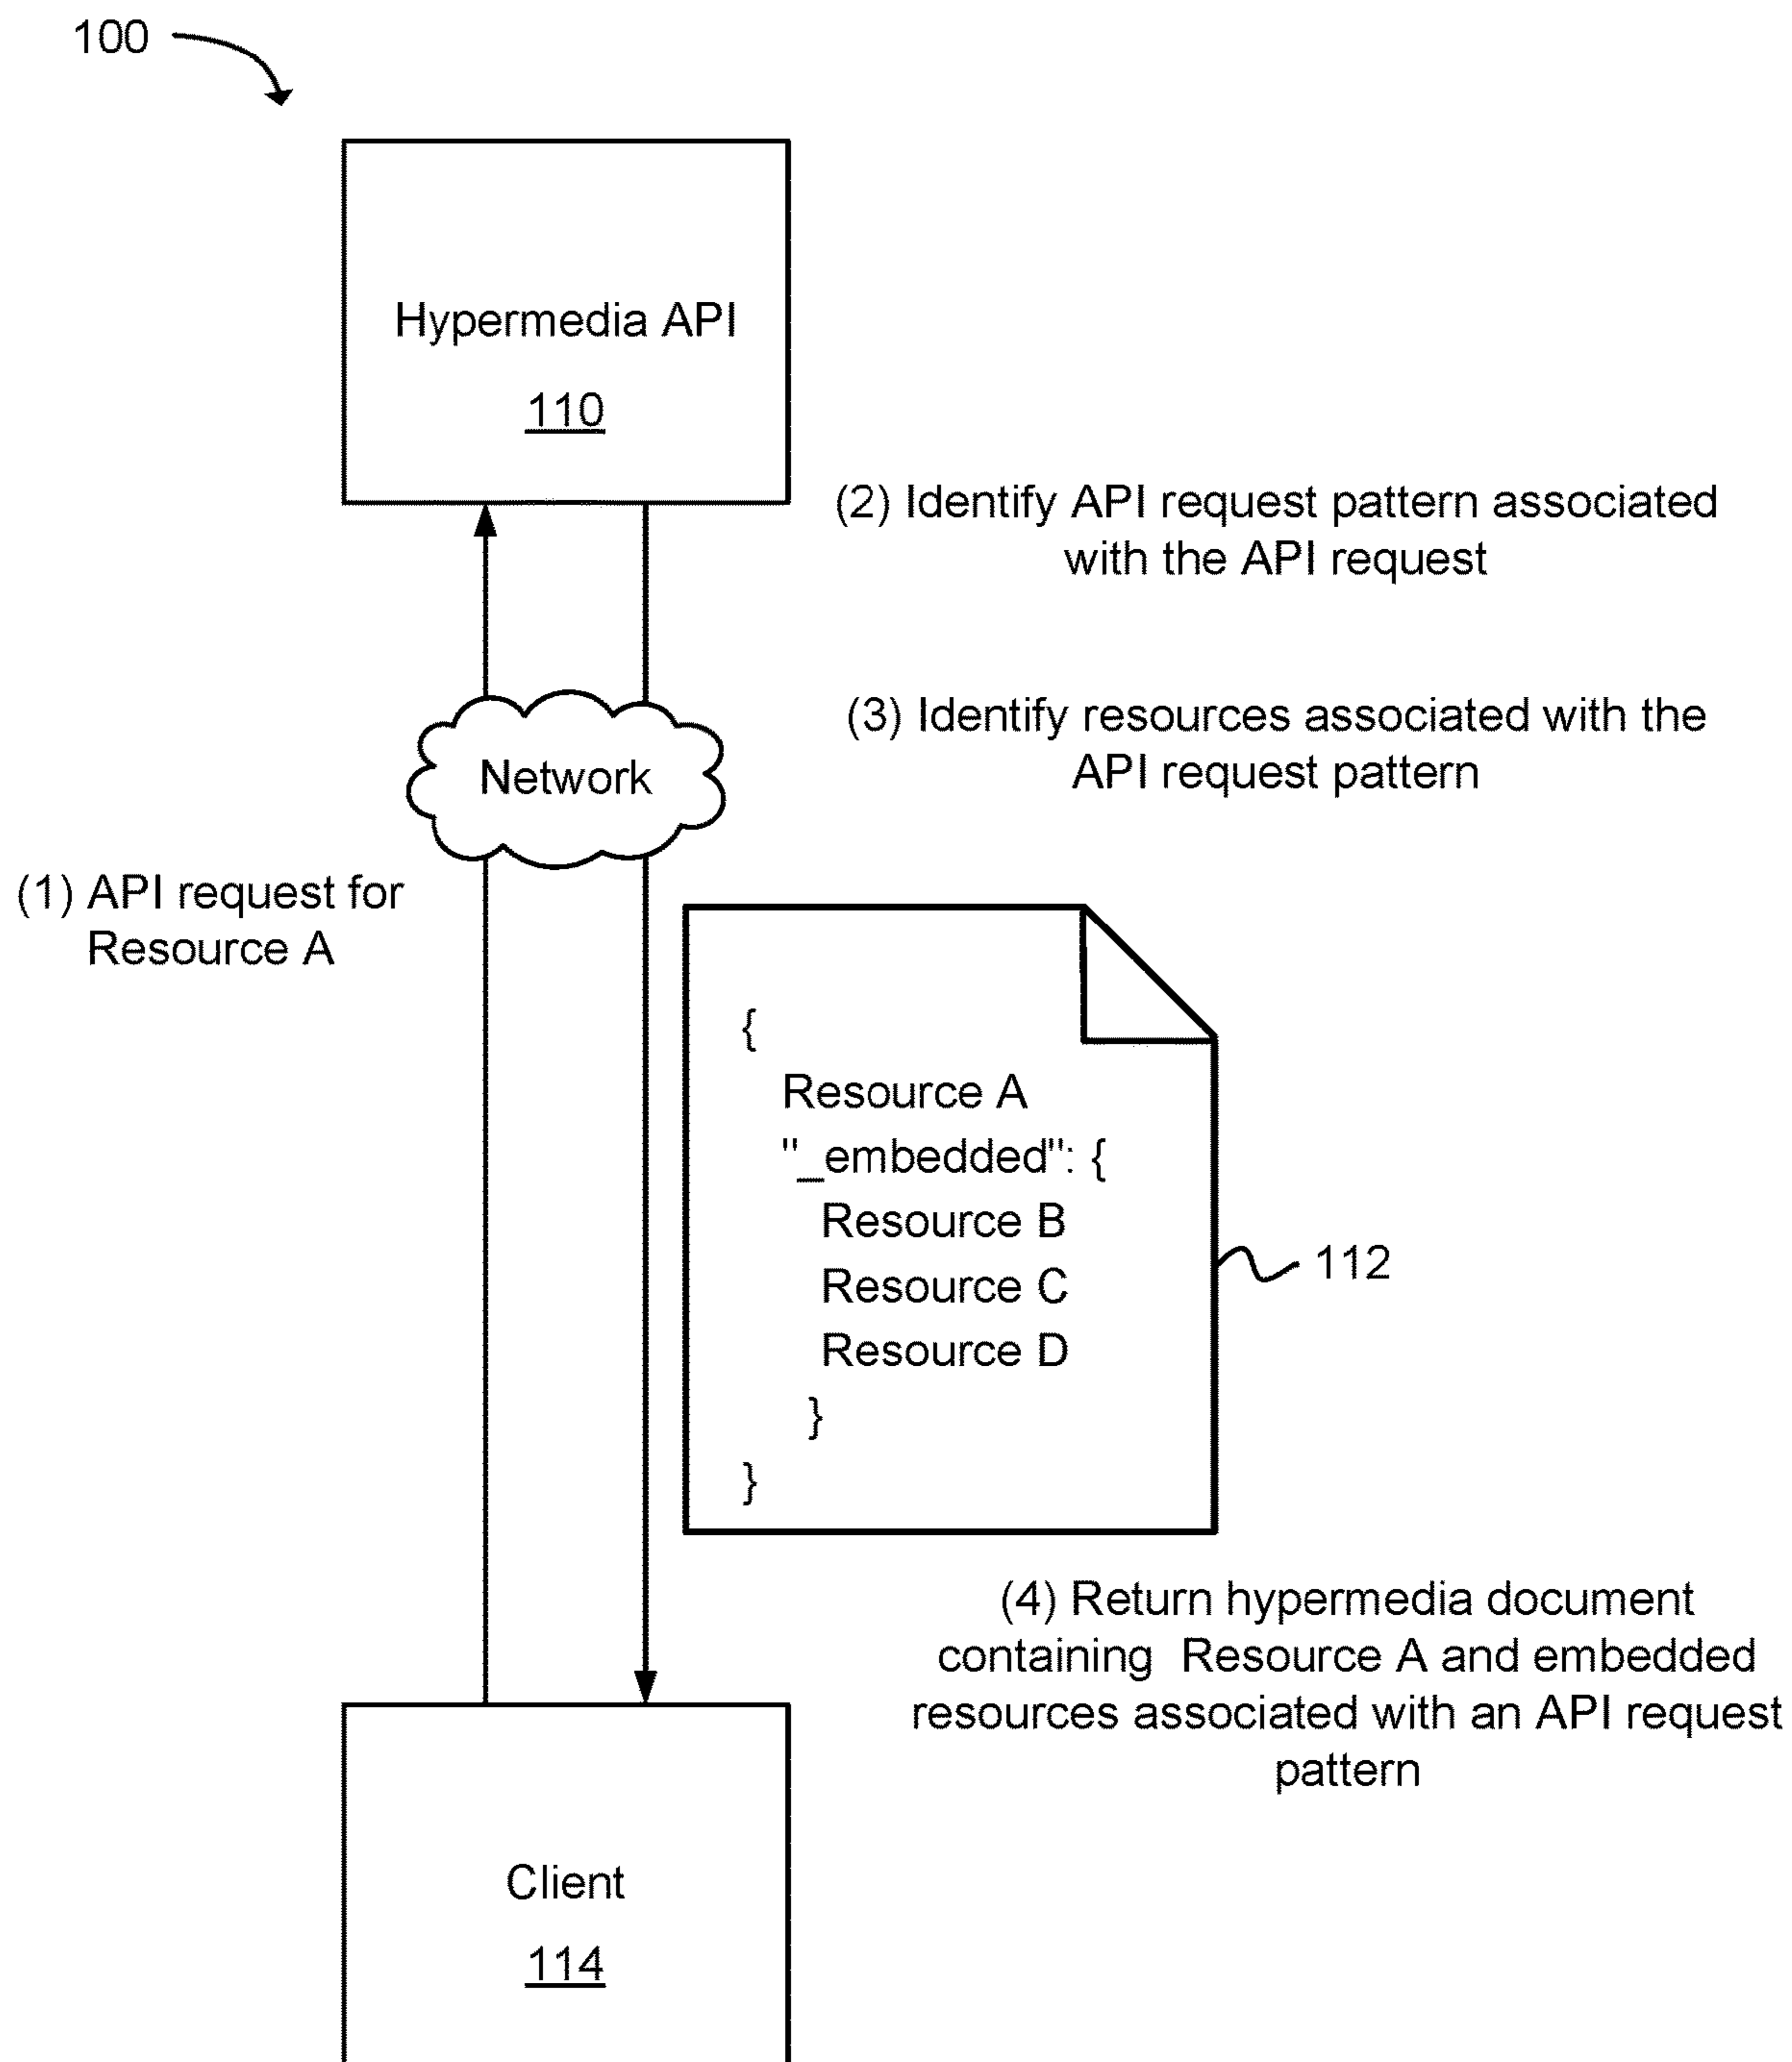 100
Hypermedia API
110
(2) Identify API request pattern associated
with the API request
(3) Identify resources associated with the
API request pattern
Network
(1) API request for
Resource A
{
Resource A
"_embedded": {
Resource B
Resource C
Resource D
}
}
112
(4) Return hypermedia document
containing Resource A and embedded
resources associated with an API request
pattern
Client
114